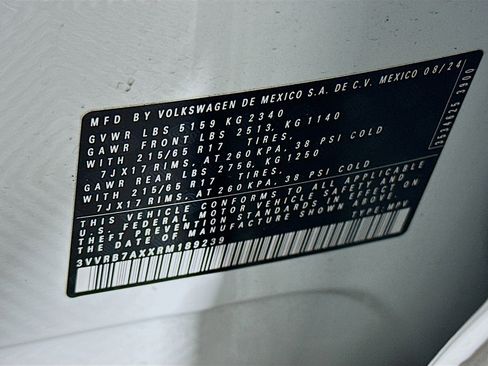 MFD BY VOLKSWAGEN DE MEXICO S.A. DE C.V. MEXICO 08/24
GVWR LBS 5159 KG 2340
GAWR FRONT LBS 2513, KG 1140
WITH 215/65 R17 TIRES,
7JX17 RIMS, AT 260 KPA, 38 PSI COLD
GAWR REAR LBS 2756, KG 1250
WITH 215/65 R17 TIRES,
7JX17 RIMS, AT 260 KPA, 38 PSI COLD
THIS VEHICLE CONFORMS TO ALL APPLICABLE
U.S. FEDERAL MOTOR VEHICLE SAFETY AND
THEFT PREVENTION STANDARDS IN EFFECT ON
THE DATE OF MANUFACTURE SHOWN ABOVE.
3VVRB7AXXRM189239 TYPE: MPV